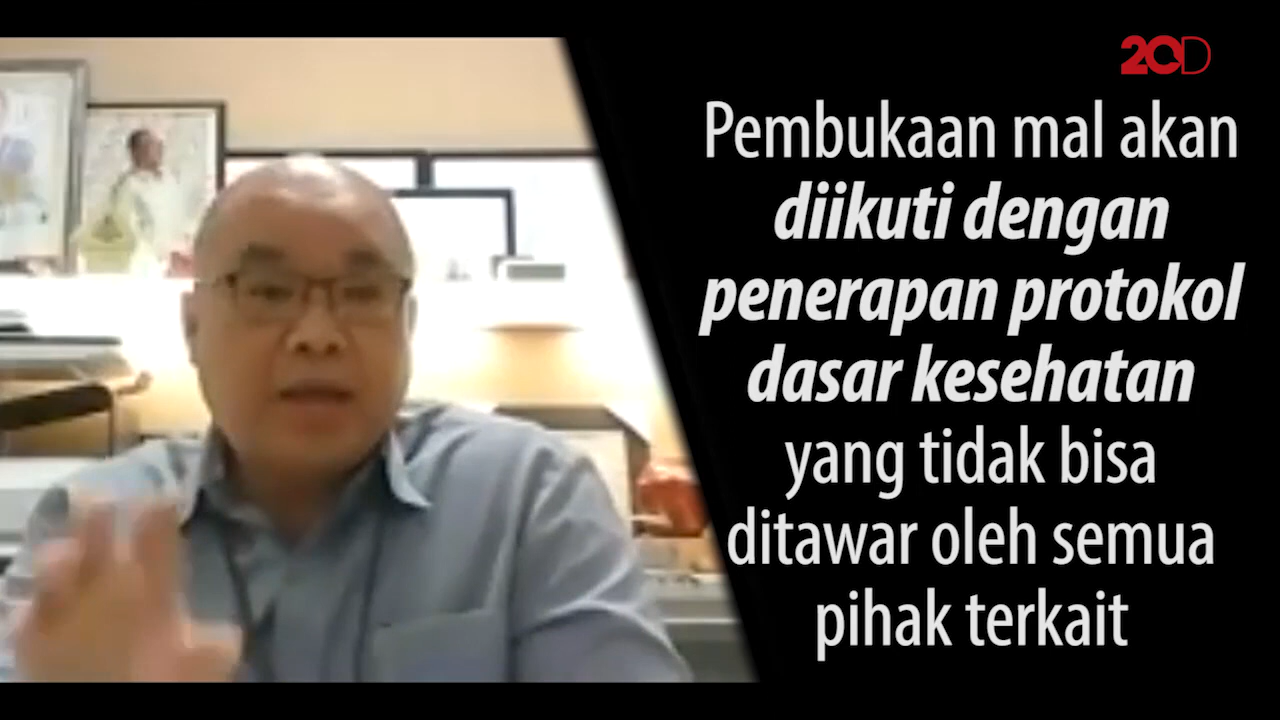 20D
Pembukaan mal akan
diikuti dengan
penerapan protokol
dasar kesehatan
yang tidak bisa
ditawar oleh semua
pihak terkait